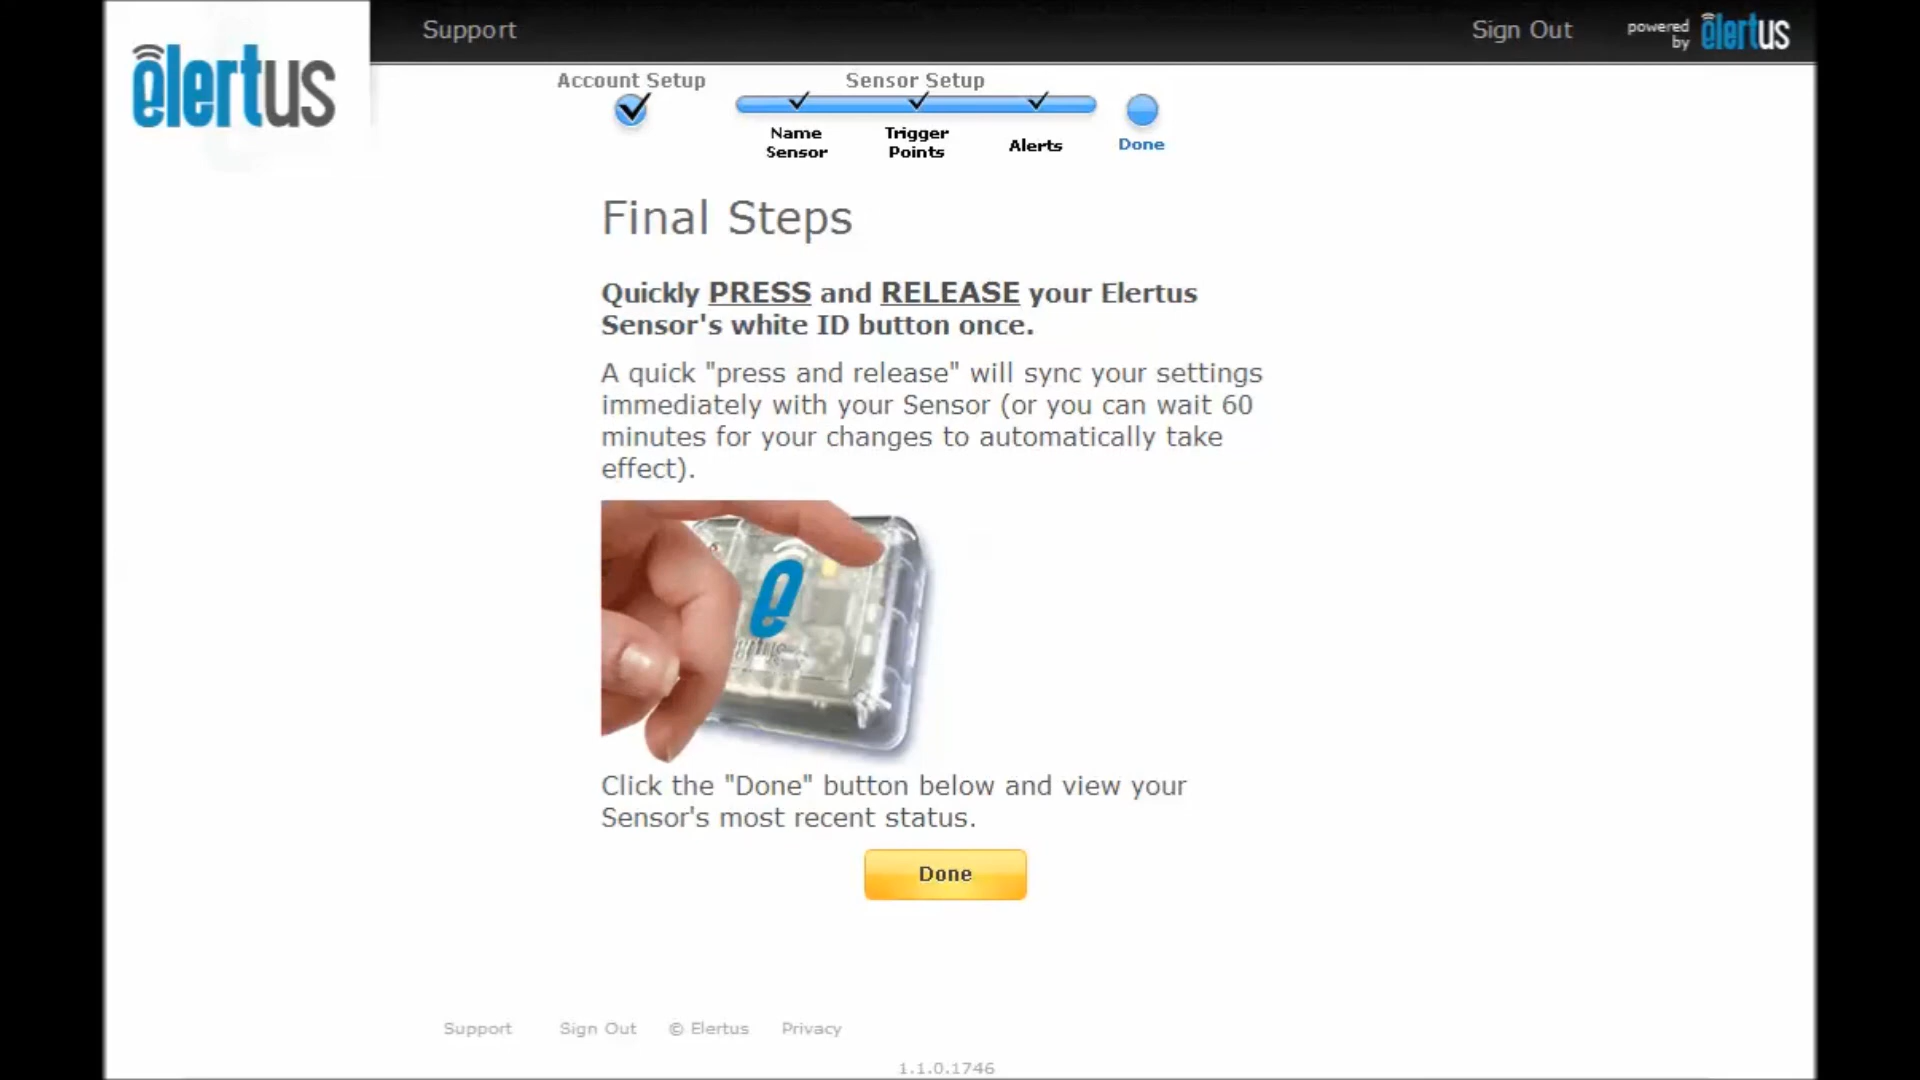 elertus
Support
Sign Out
powered
by
elertus
Account Setup
Sensor Setup
Name
Sensor
Trigger
Points
Alerts
Done
Final Steps
Quickly PRESS and RELEASE your Elertus
Sensor's white ID button once.
A quick "press and release" will sync your settings
immediately with your Sensor (or you can wait 60
minutes for your changes to automatically take
effect).
e
Click the "Done" button below and view your
Sensor's most recent status.
Done
Support
Sign Out
© Elertus
Privacy
1.1.0.1746